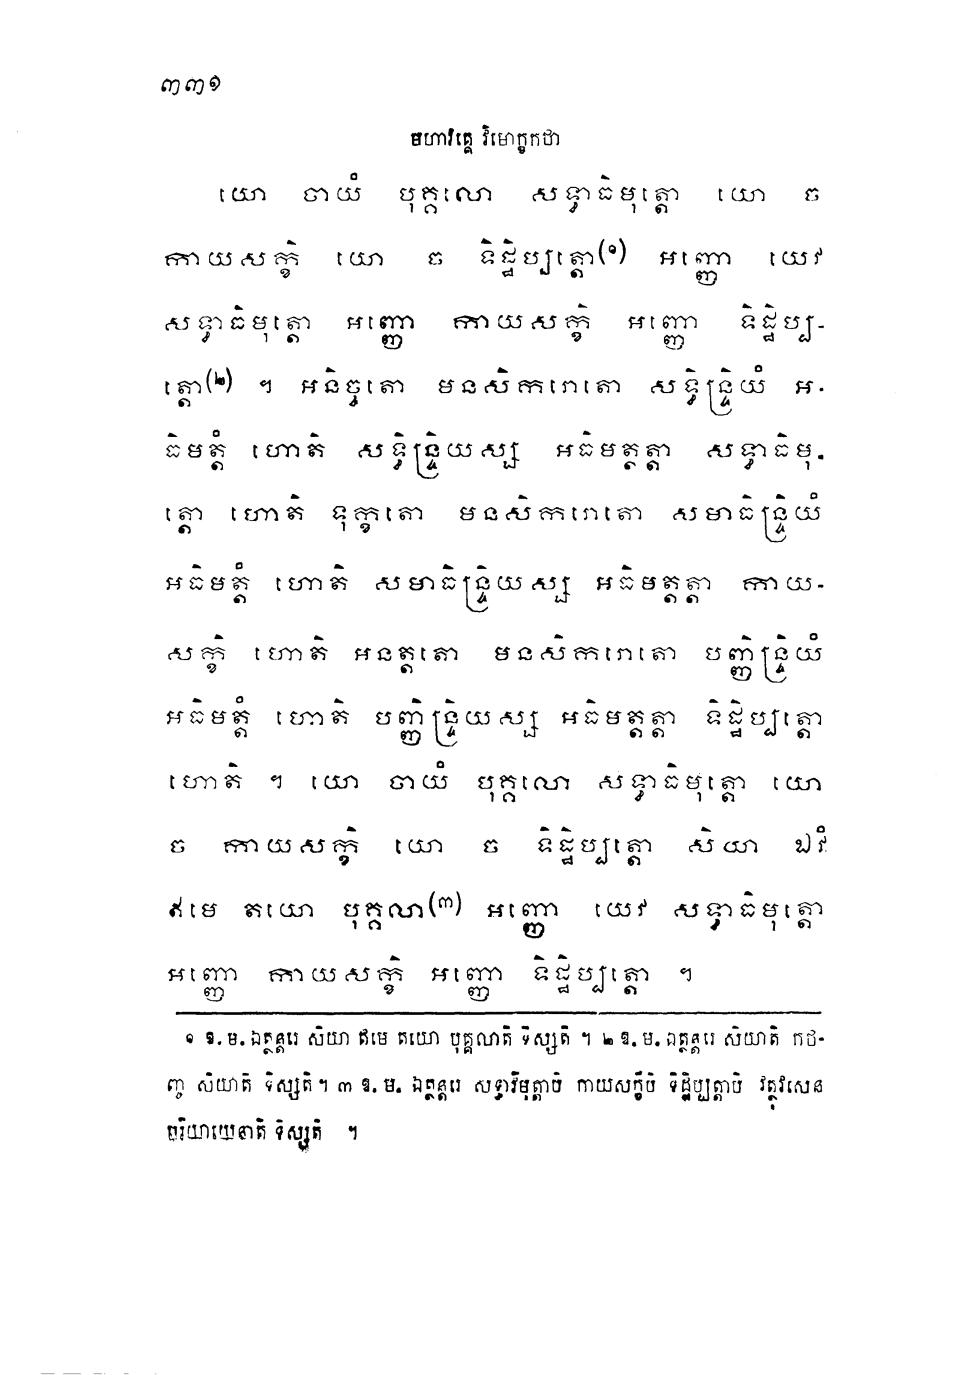 ៣៣១
មហាវគ្គេ វិមោក្ខកថា
យោ ចាយំ បុគ្គលោ សទ្ធាធិមុត្តោ យោ ច
កាយសក្ខិ យោ ច ទិដ្ឋិប្បត្តោ(១) អញ្ញោ យេវ
សទ្ធាធិមុត្តោ អញ្ញោ កាយសក្ខិ អញ្ញោ ទិដ្ឋិប្ប-
ត្តោ(២) ។ អនិច្ចតោ មនសិករោតោ សទ្ធិន្ទ្រិយំ អ-
ធិមត្តំ ហោតិ សទ្ធិន្ទ្រិយស្ស អធិមត្តត្តា សទ្ធាធិមុ-
ត្តោ ហោតិ ទុក្ខតោ មនសិករោតោ សមាធិន្ទ្រិយំ
អធិមត្តំ ហោតិ សមាធិន្ទ្រិយស្ស អធិមត្តត្តា កាយ-
សក្ខិ ហោតិ អនត្តតោ មនសិករោតោ បញ្ញិន្ទ្រិយំ
អធិមត្តំ ហោតិ បញ្ញិន្ទ្រិយស្ស អធិមត្តត្តា ទិដ្ឋិប្បត្តោ
ហោតិ ។ យោ ចាយំ បុគ្គលោ សទ្ធាធិមុត្តោ យោ
ច កាយសក្ខិ យោ ច ទិដ្ឋិប្បត្តោ សិយា ឯវំ
ឥមេ តយោ បុគ្គលា(៣) អញ្ញោ យេវ សទ្ធាធិមុត្តោ
អញ្ញោ កាយសក្ខិ អញ្ញោ ទិដ្ឋិប្បត្តោ ។
១ ឱ. ម. ឯត្ថន្តរេ សិយា ឥមេ តយោ បុគ្គលាតិ ទិស្សតិ ។ ២ ឱ. ម. ឯត្ថន្តរេ សិយាតិ កថ-
ញ្ច សិយាតិ ទិស្សតិ។ ៣ ឱ. ម. ឯត្ថន្តរេ សទ្ធាវិមុត្តាបិ កាយសក្ខីបិ ទិដ្ឋិប្បត្តាបិ វត្ថុវសេន
បរិយាយេនាតិ ទិស្សតិ ។